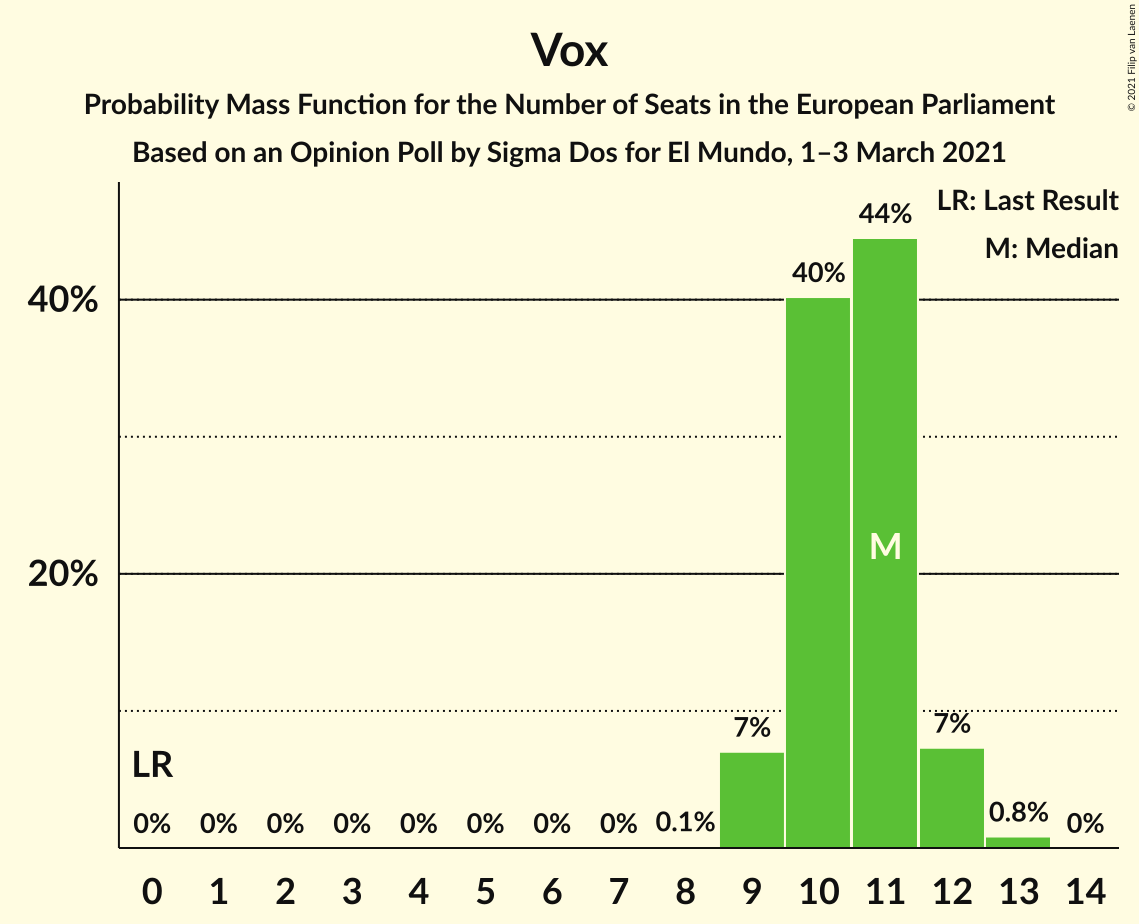 Vox
Probability Mass Function for the Number of Seats in the European Parliament
Based on an Opinion Poll by Sigma Dos for El Mundo, 1–3 March 2021
© 2021 Filip van Laenen
LR: Last Result
M: Median
40%
20%
LR
M
0% 0% 0% 0% 0% 0% 0% 0% 0.1% 7% 40% 44% 7% 0.8% 0%
0 1 2 3 4 5 6 7 8 9 10 11 12 13 14